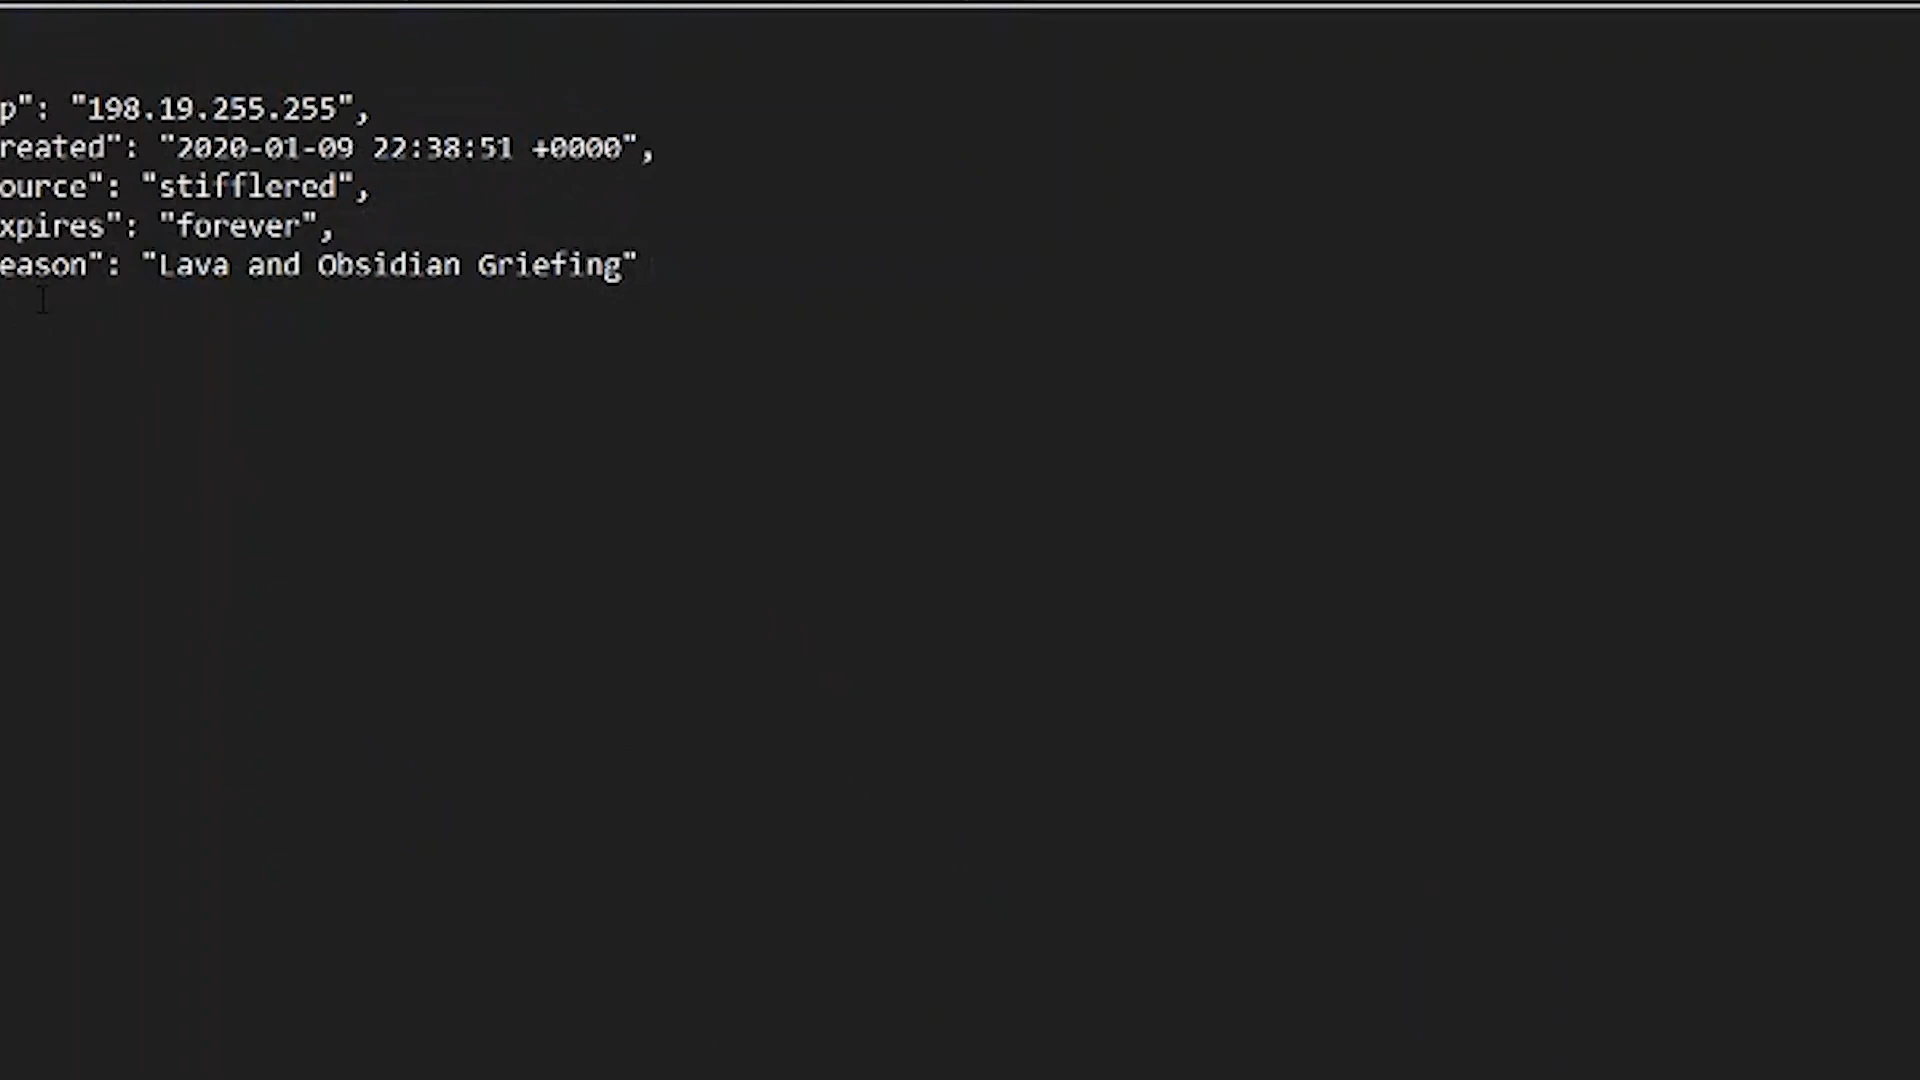 p": "198.19.255.255",
reated": "2020-01-09 22:38:51 +0000",
ource": "stifflered",
xpires": "forever",
eason": "Lava and Obsidian Griefing"